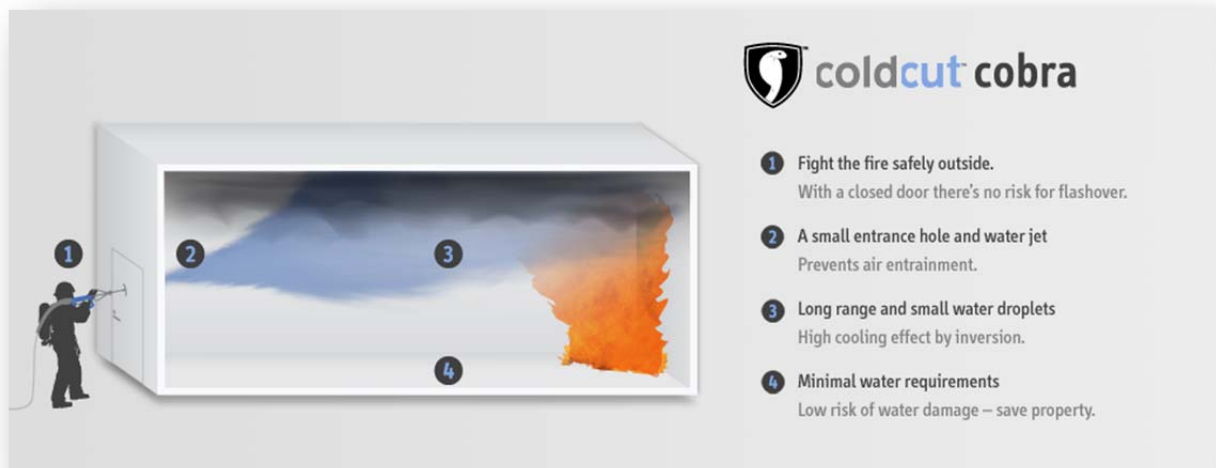 coldcut™ cobra™
1 Fight the fire safely outside.
With a closed door there's no risk for flashover.
2 A small entrance hole and water jet
Prevents air entrainment.
3 Long range and small water droplets
High cooling effect by inversion.
4 Minimal water requirements
Low risk of water damage – save property.
1
2
3
4